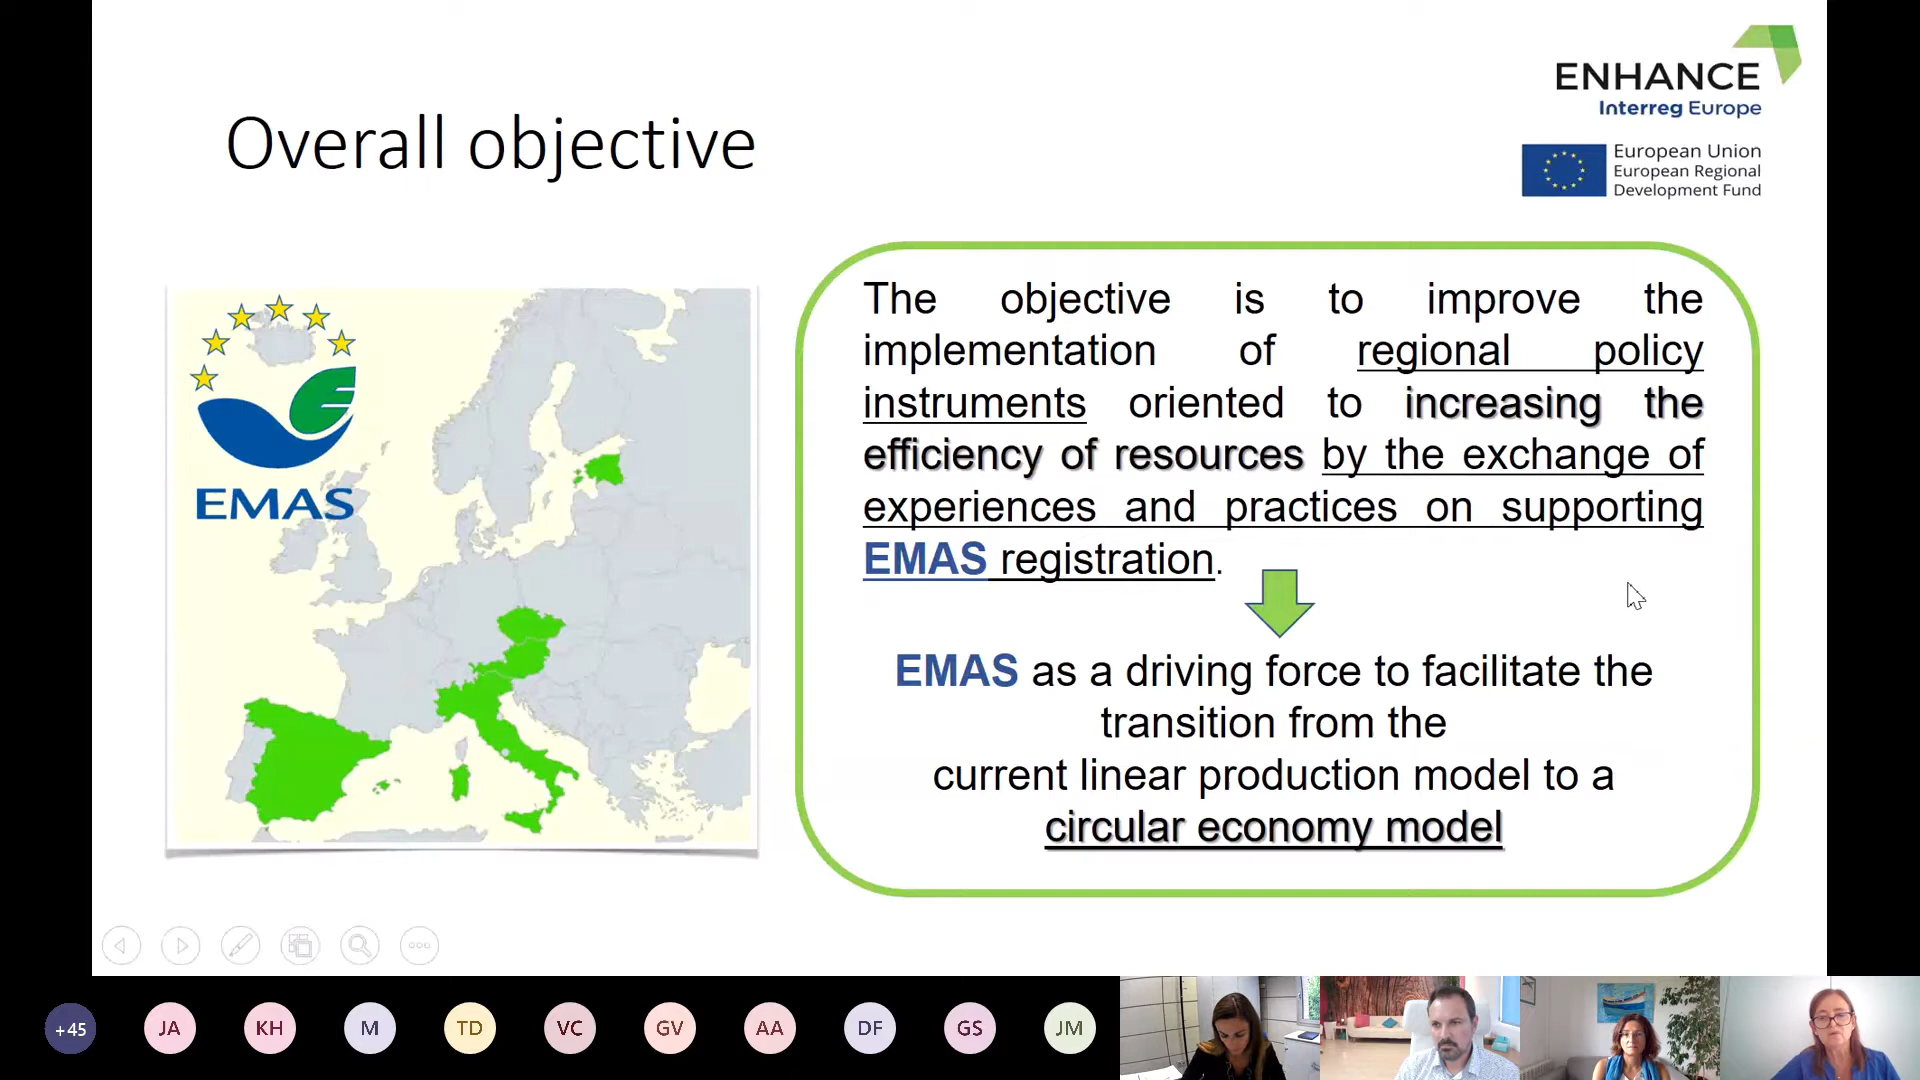 ENHANCE
Interreg Europe
European Union
European Regional
Development Fund
Overall objective
EMAS
The objective is to improve the
implementation of regional policy
instruments oriented to increasing the
efficiency of resources by the exchange of
experiences and practices on supporting
EMAS registration.
EMAS as a driving force to facilitate the
transition from the
current linear production model to a
circular economy model
+45
JA
KH
M
TD
VC
GV
AA
DF
GS
JM